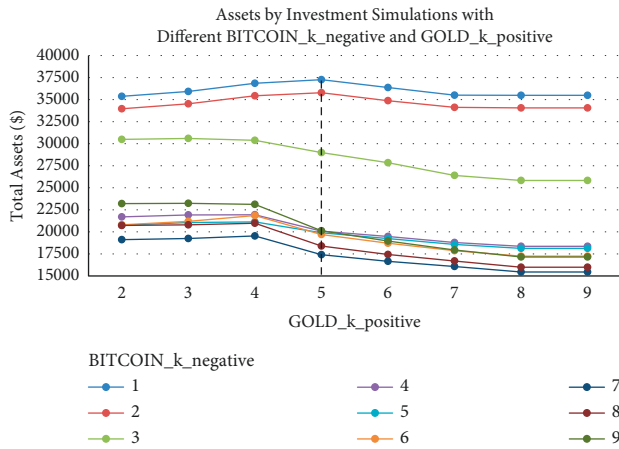 Assets by Investment Simulations with
Different BITCOIN_k_negative and GOLD_k_positive
40000
37500
35000
32500
30000
27500
25000
22500
20000
17500
15000
Total Assets ($)
2 3 4 5 6 7 8 9
GOLD_k_positive
BITCOIN_k_negative
1 4 7
2 5 8
3 6 9